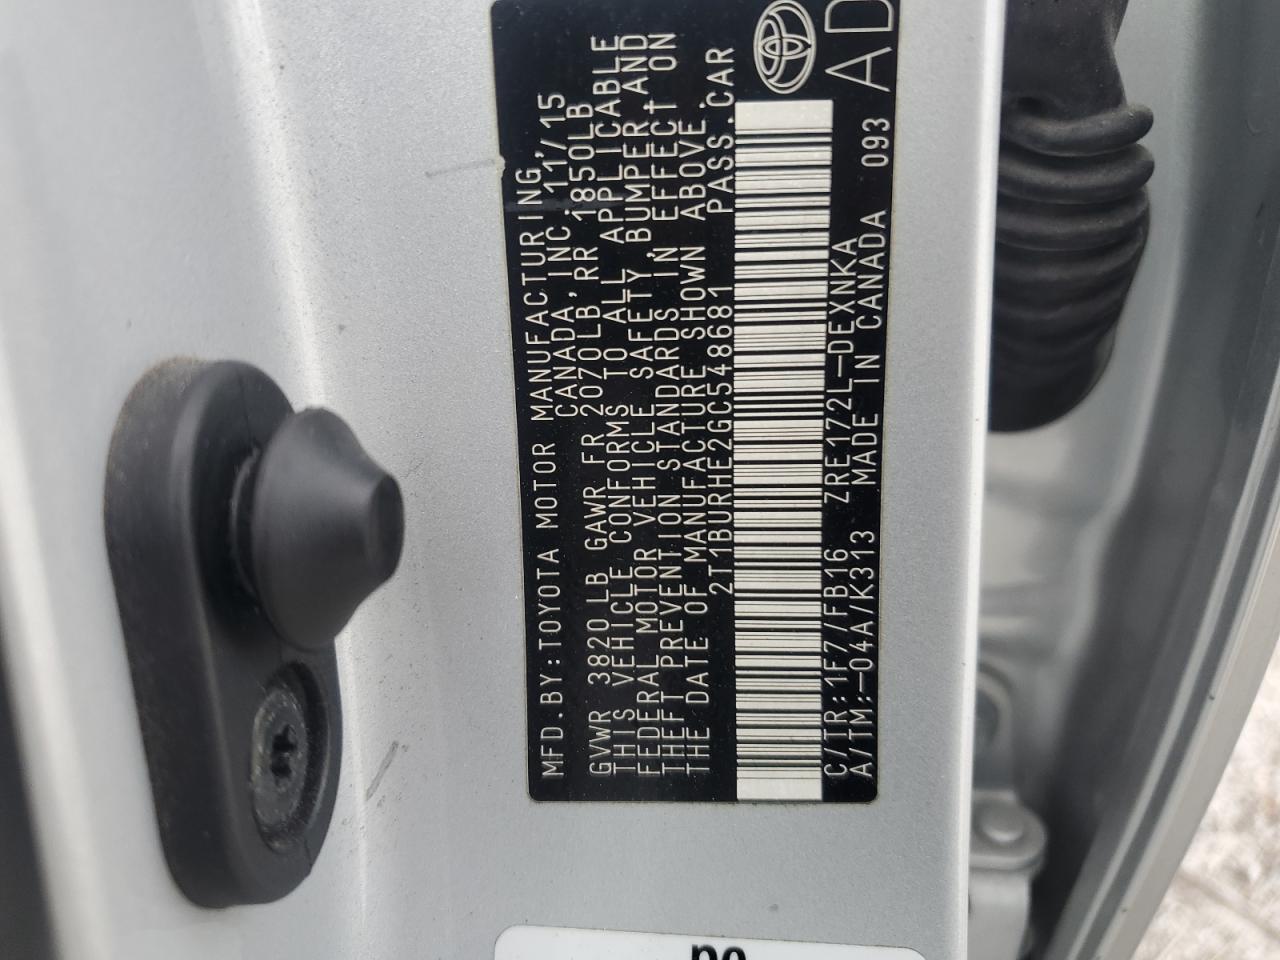 MFD.BY:TOYOTA MOTOR MANUFACTURING,
CANADA,INC.11/15
GVWR 3820LB GAWR FR 2070LB,RR 1850LB
THIS VEHICLE CONFORMS TO ALL APPLICABLE
FEDERAL MOTOR VEHICLE SAFETY,BUMPER,AND
THEFT PREVENTION STANDARDS IN EFFECT ON
THE DATE OF MANUFACTURE SHOWN ABOVE.
2T1BURHE2GC548681 PASS.CAR
C/TR:1F7/FB16 ZRE172L-DEXNKA
A/TM:-04A/K313 MADE IN CANADA 093
AD